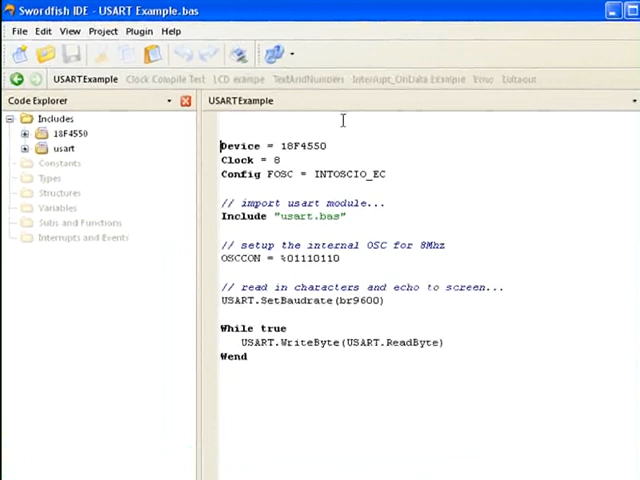 Swordfish IDE - USART Example.bas
File Edit View Project Plugin Help
USARTExample Clock Compile Test LCD exampe TextAndNumbers Interrupt_OnData Example Echo
Code Explorer
USARTExample
Includes
18F4550
usart
Constants
Types
Structures
Variables
Subs and Functions
Interrupts and Events
Device = 18F4550
Clock = 8
Config FOSC = INTOSCIO_EC
// import usart module...
Include "usart.bas"
// setup the internal OSC for 8Mhz
OSCCON = %01110110
// read in characters and echo to screen...
USART.SetBaudrate(br9600)
While true
USART.WriteByte(USART.ReadByte)
Wend